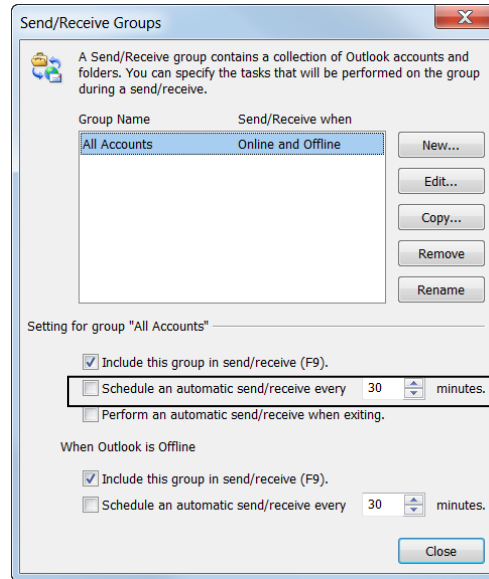 Send/Receive Groups
A Send/Receive group contains a collection of Outlook accounts and
folders. You can specify the tasks that will be performed on the group
during a send/receive.
Group Name Send/Receive when
All Accounts Online and Offline
New...
Edit...
Copy...
Remove
Rename
Setting for group "All Accounts"
Include this group in send/receive (F9).
Schedule an automatic send/receive every 30 minutes.
Perform an automatic send/receive when exiting.
When Outlook is Offline
Include this group in send/receive (F9).
Schedule an automatic send/receive every 30 minutes.
Close